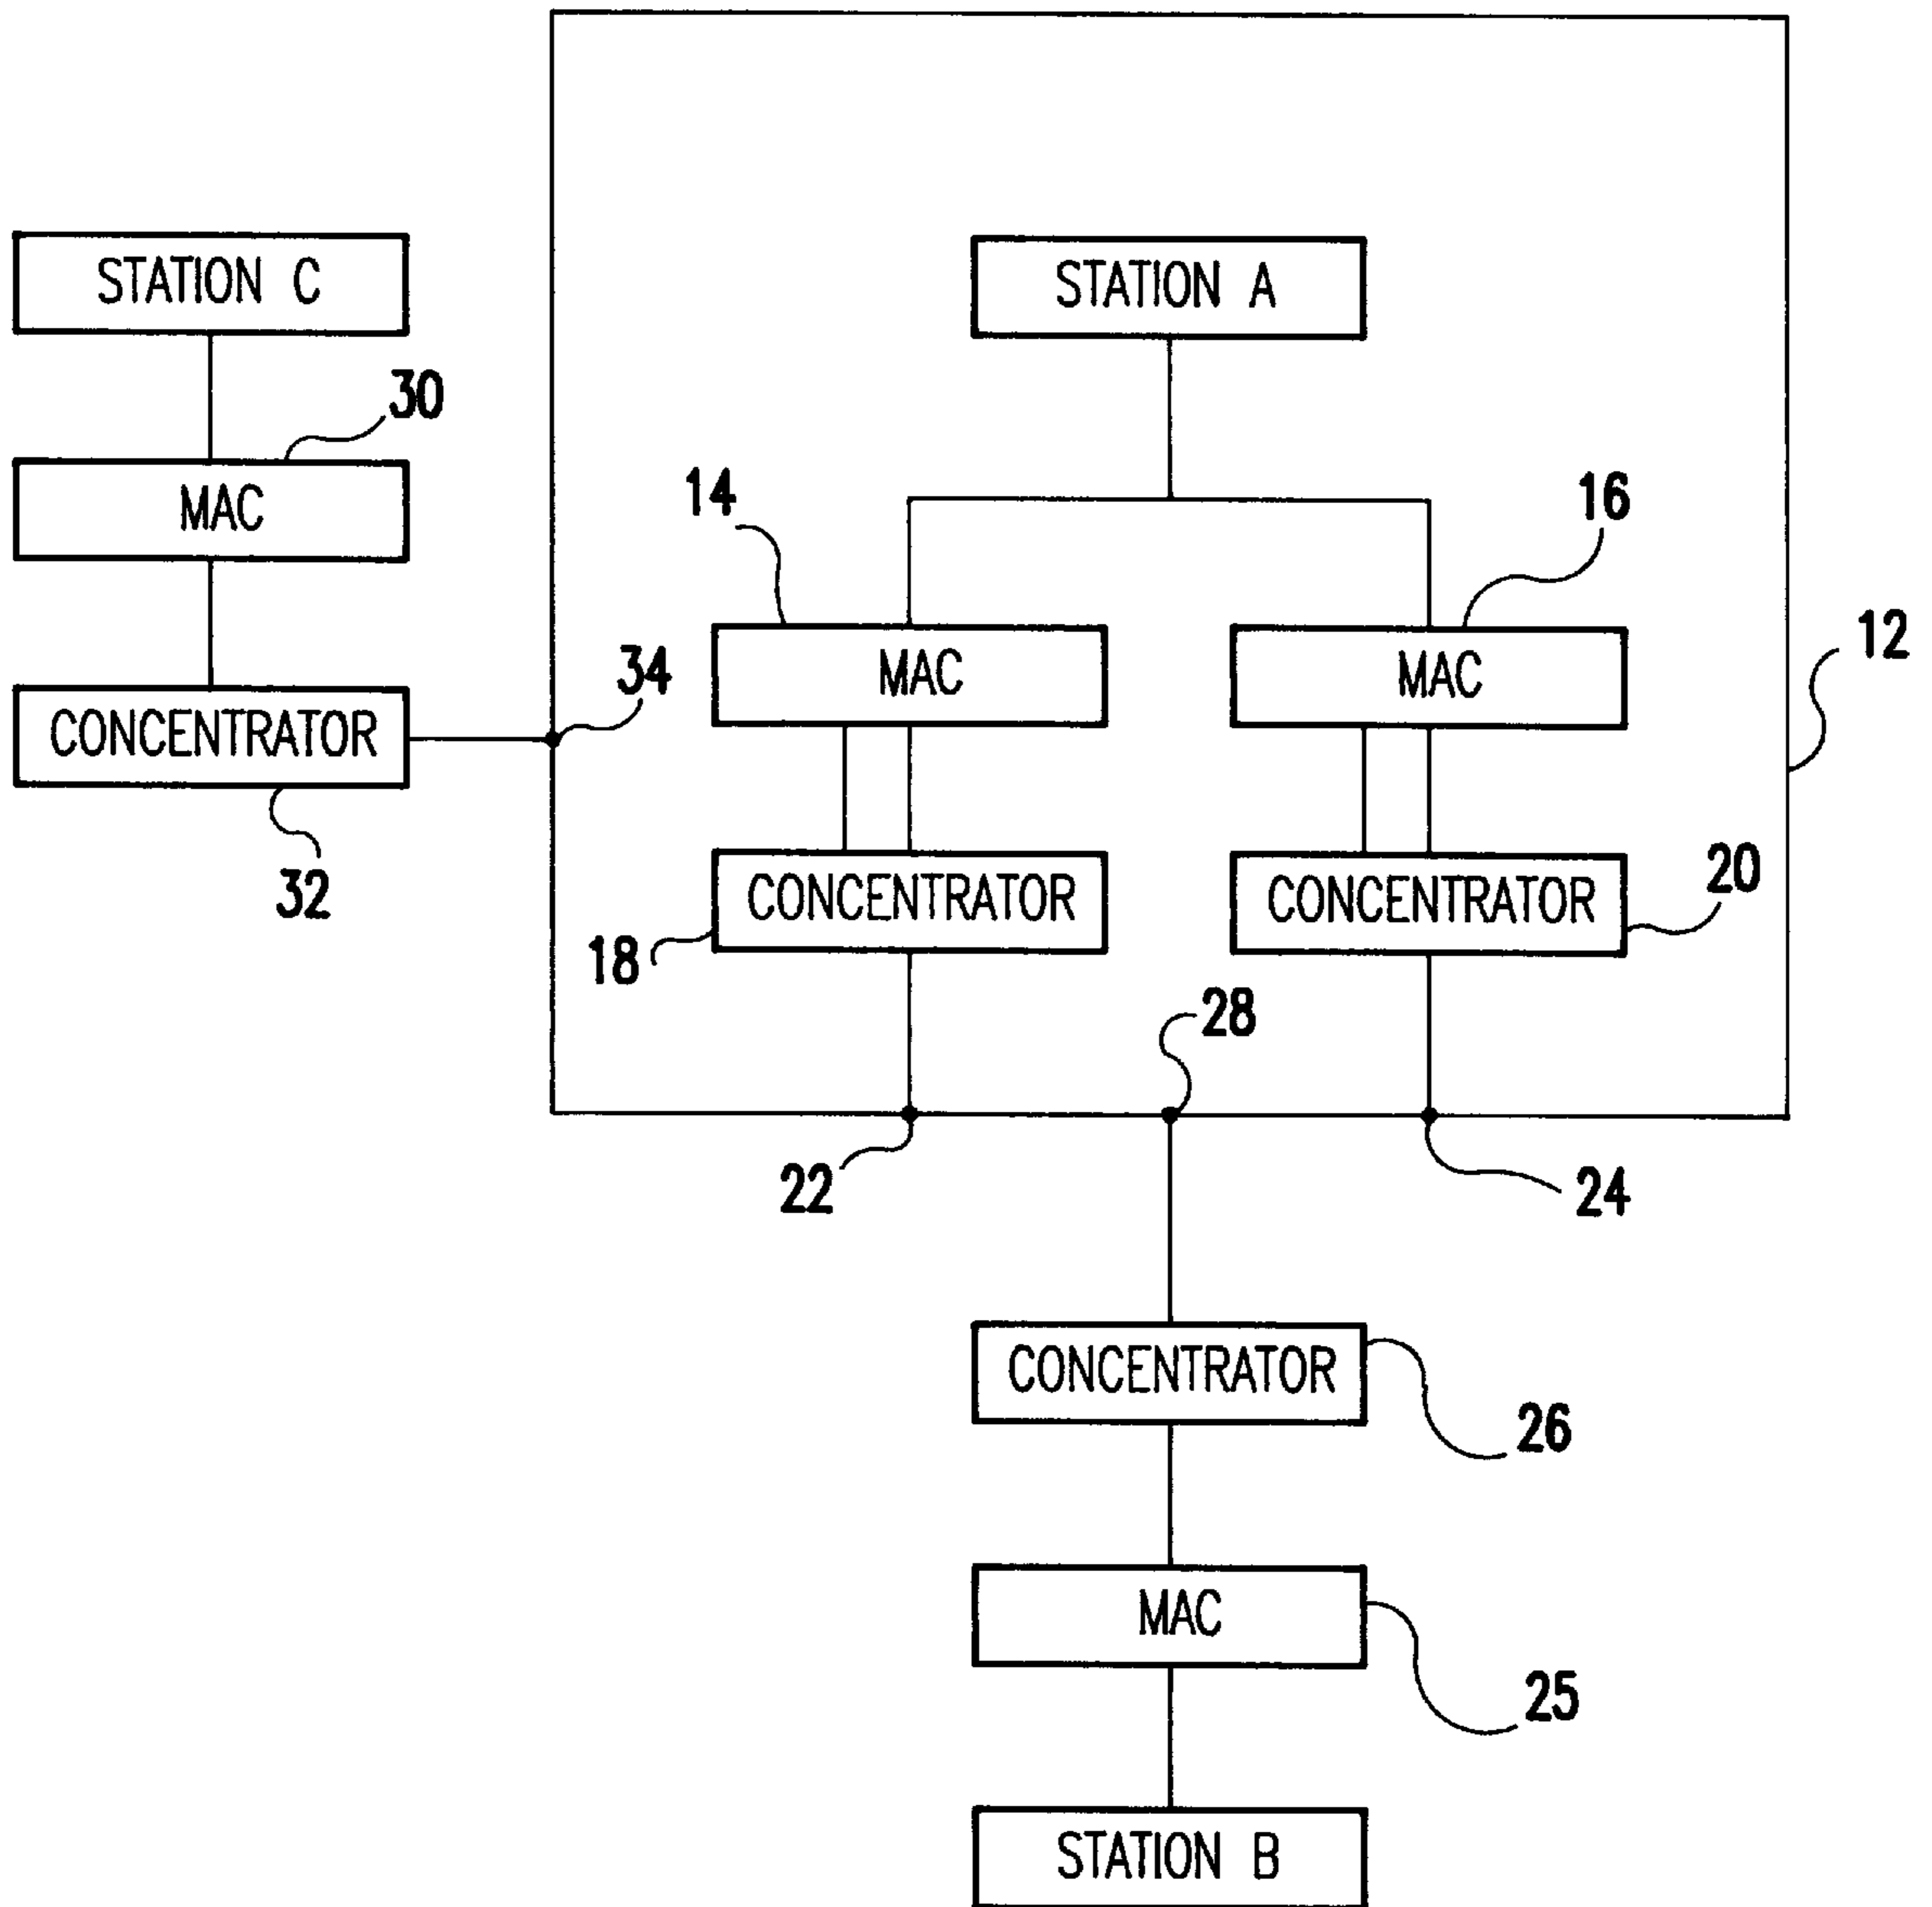 STATION C
STATION A
30
MAC
14
16
12
MAC
MAC
34
CONCENTRATOR
32
CONCENTRATOR
CONCENTRATOR
20
18
28
22
24
CONCENTRATOR
26
MAC
25
STATION B